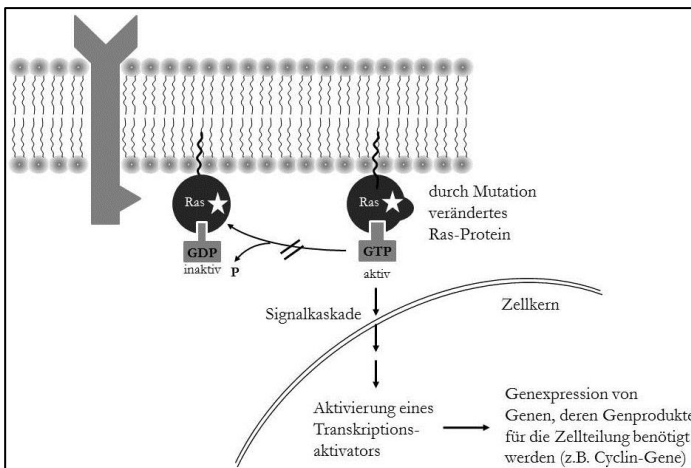 Ras
Ras
durch Mutation
verändertes
Ras-Protein
GDP
GTP
inaktiv
P
aktiv
Signalkaskade
Zellkern
Aktivierung eines
Transkriptions-
aktivators
Genexpression von
Genen, deren Genprodukte
für die Zellteilung benötigt
werden (z.B. Cyclin-Gene)